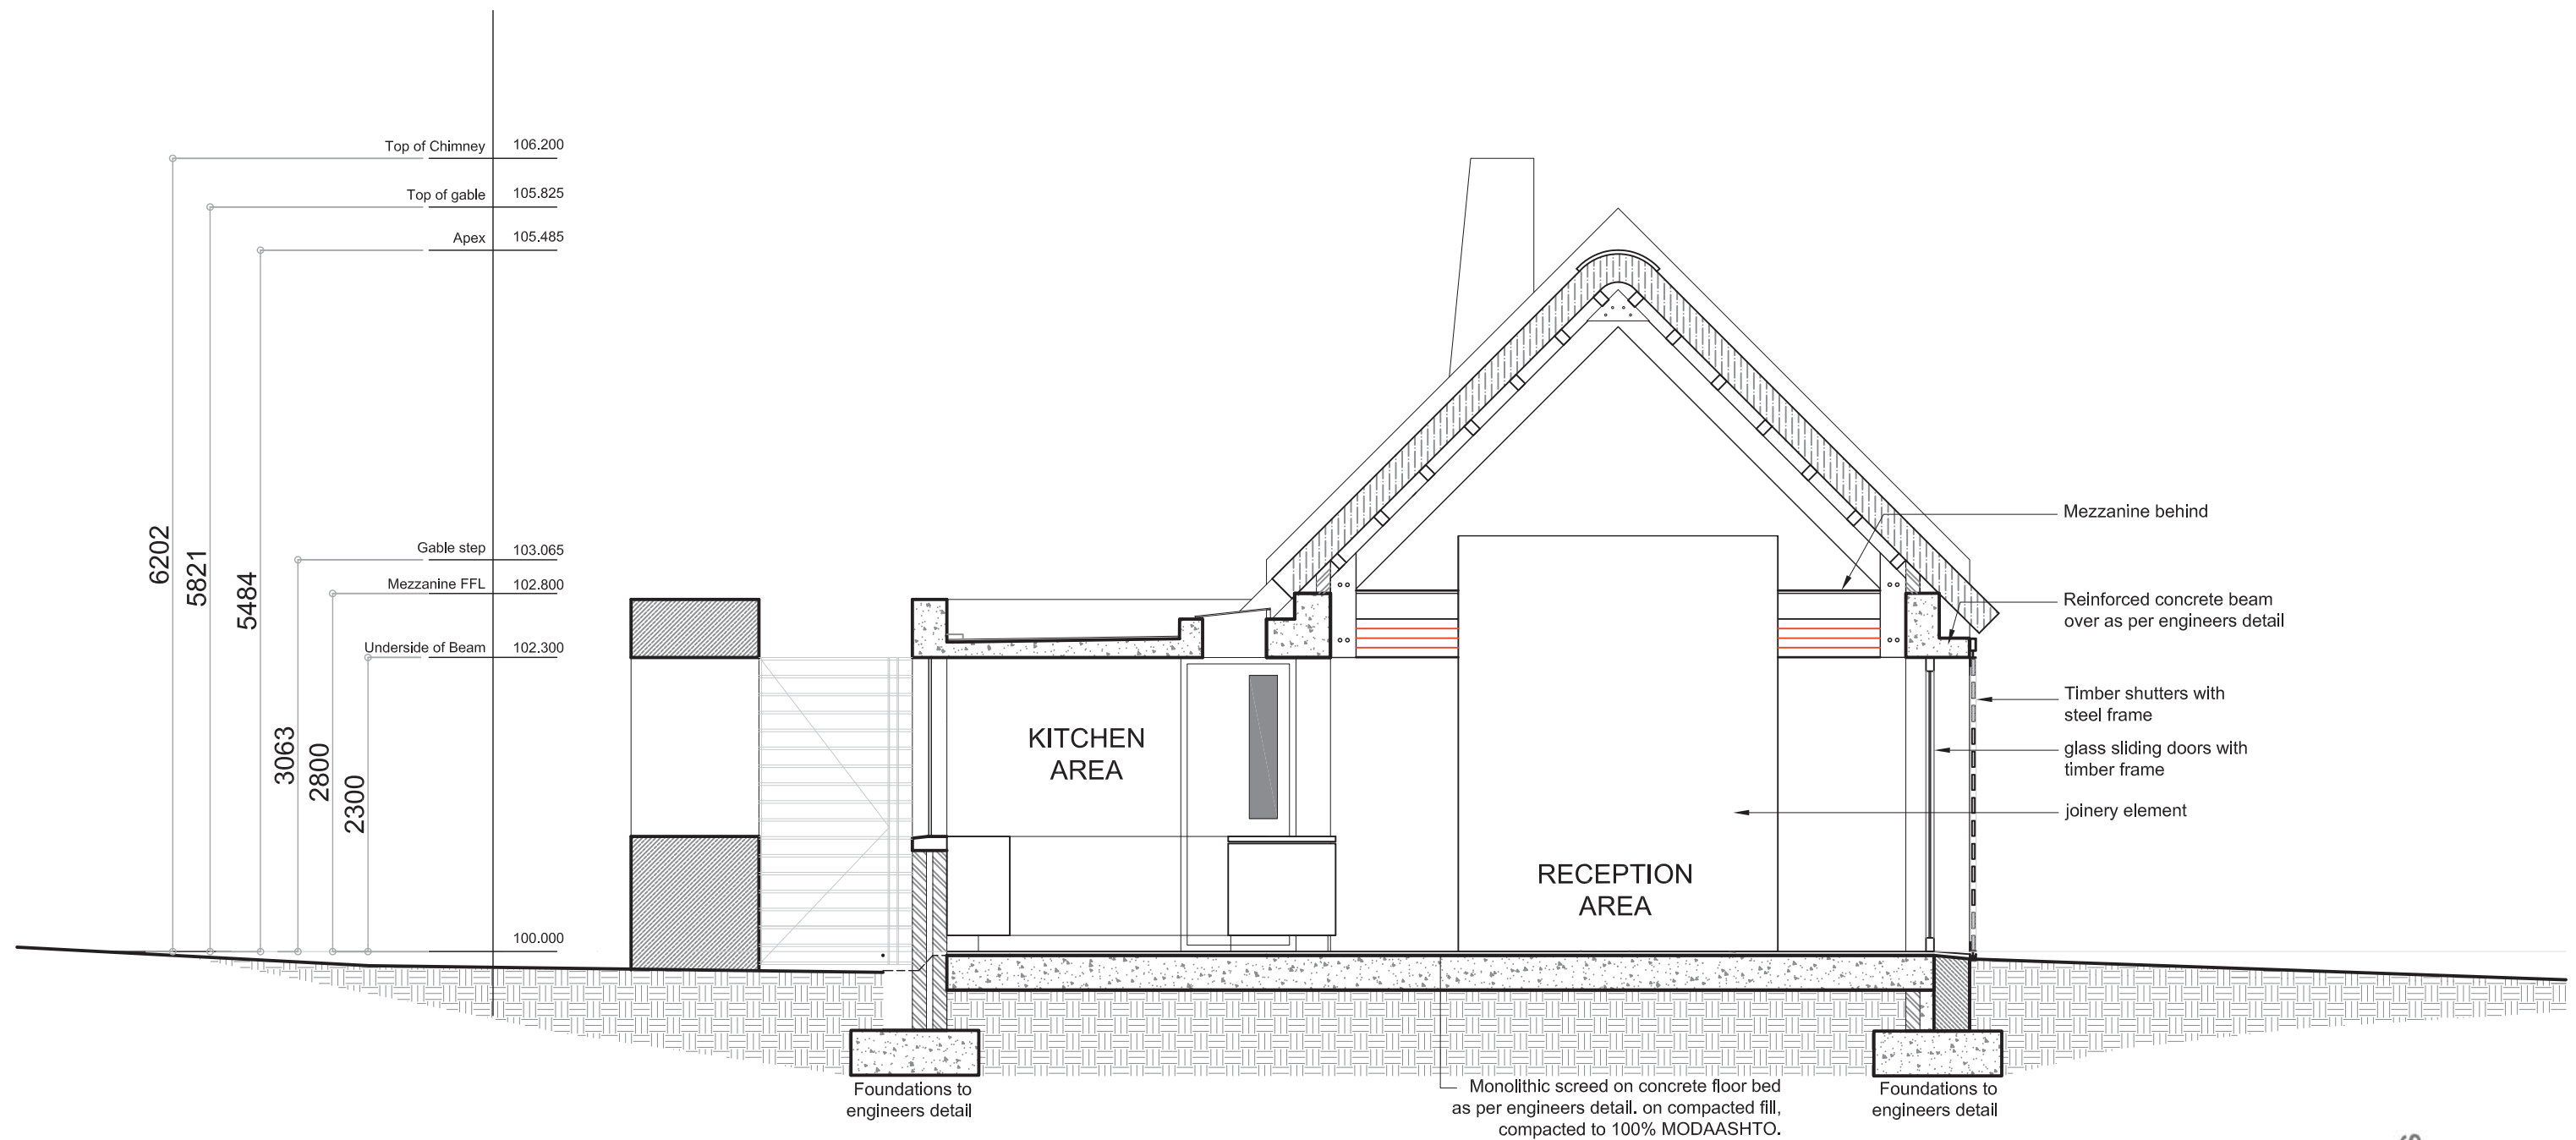 Top of Chimney 106.200
Top of gable 105.825
Apex 105.485
Gable step 103.065
Mezzanine FFL 102.800
Underside of Beam 102.300
100.000
6202
5821
5484
3063
2800
2300
KITCHEN
AREA
RECEPTION
AREA
Mezzanine behind
Reinforced concrete beam
over as per engineers detail
Timber shutters with
steel frame
glass sliding doors with
timber frame
joinery element
Foundations to
engineers detail
Monolithic screed on concrete floor bed
as per engineers detail. on compacted fill,
compacted to 100% MODAASHTO.
Foundations to
engineers detail